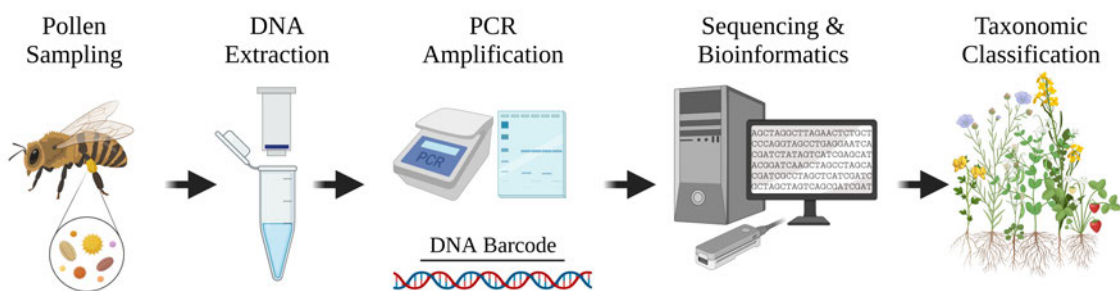 Pollen
Sampling
DNA
Extraction
PCR
Amplification
Sequencing &
Bioinformatics
Taxonomic
Classification
PCR
DNA Barcode
AGCTAGGCTTAGAACTCTGCT
CCCAGGTAGCCTGAGGAATCA
CGATCTATAGTCATCGAGCAT
ACGGATCAAGCTAGCCTAGCA
CGATCGCCTAGCTCATCGATC
GCTAGCTAGTCAGCGATCGAT